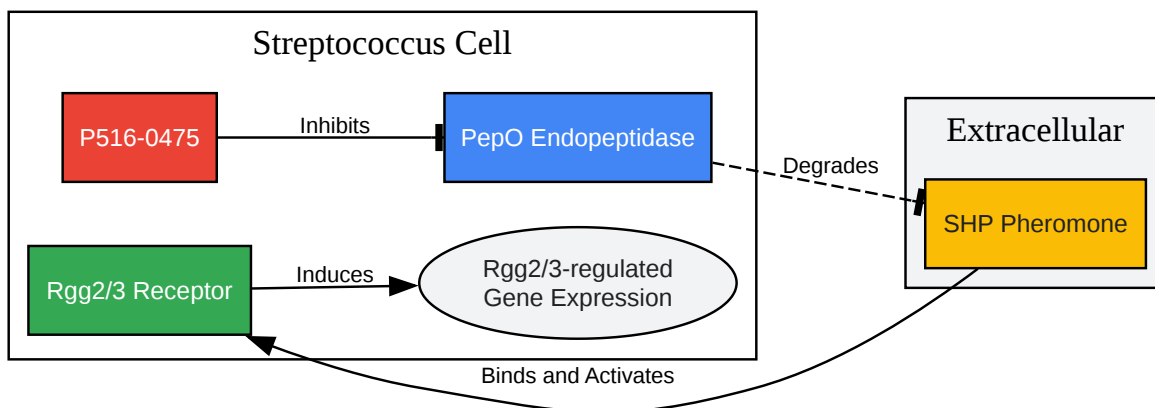 Streptococcus Cell
P516-0475
Inhibits
PepO Endopeptidase
Degrades
Extracellular
SHP Pheromone
Rgg2/3 Receptor
Induces
Rgg2/3-regulated
Gene Expression
Binds and Activates